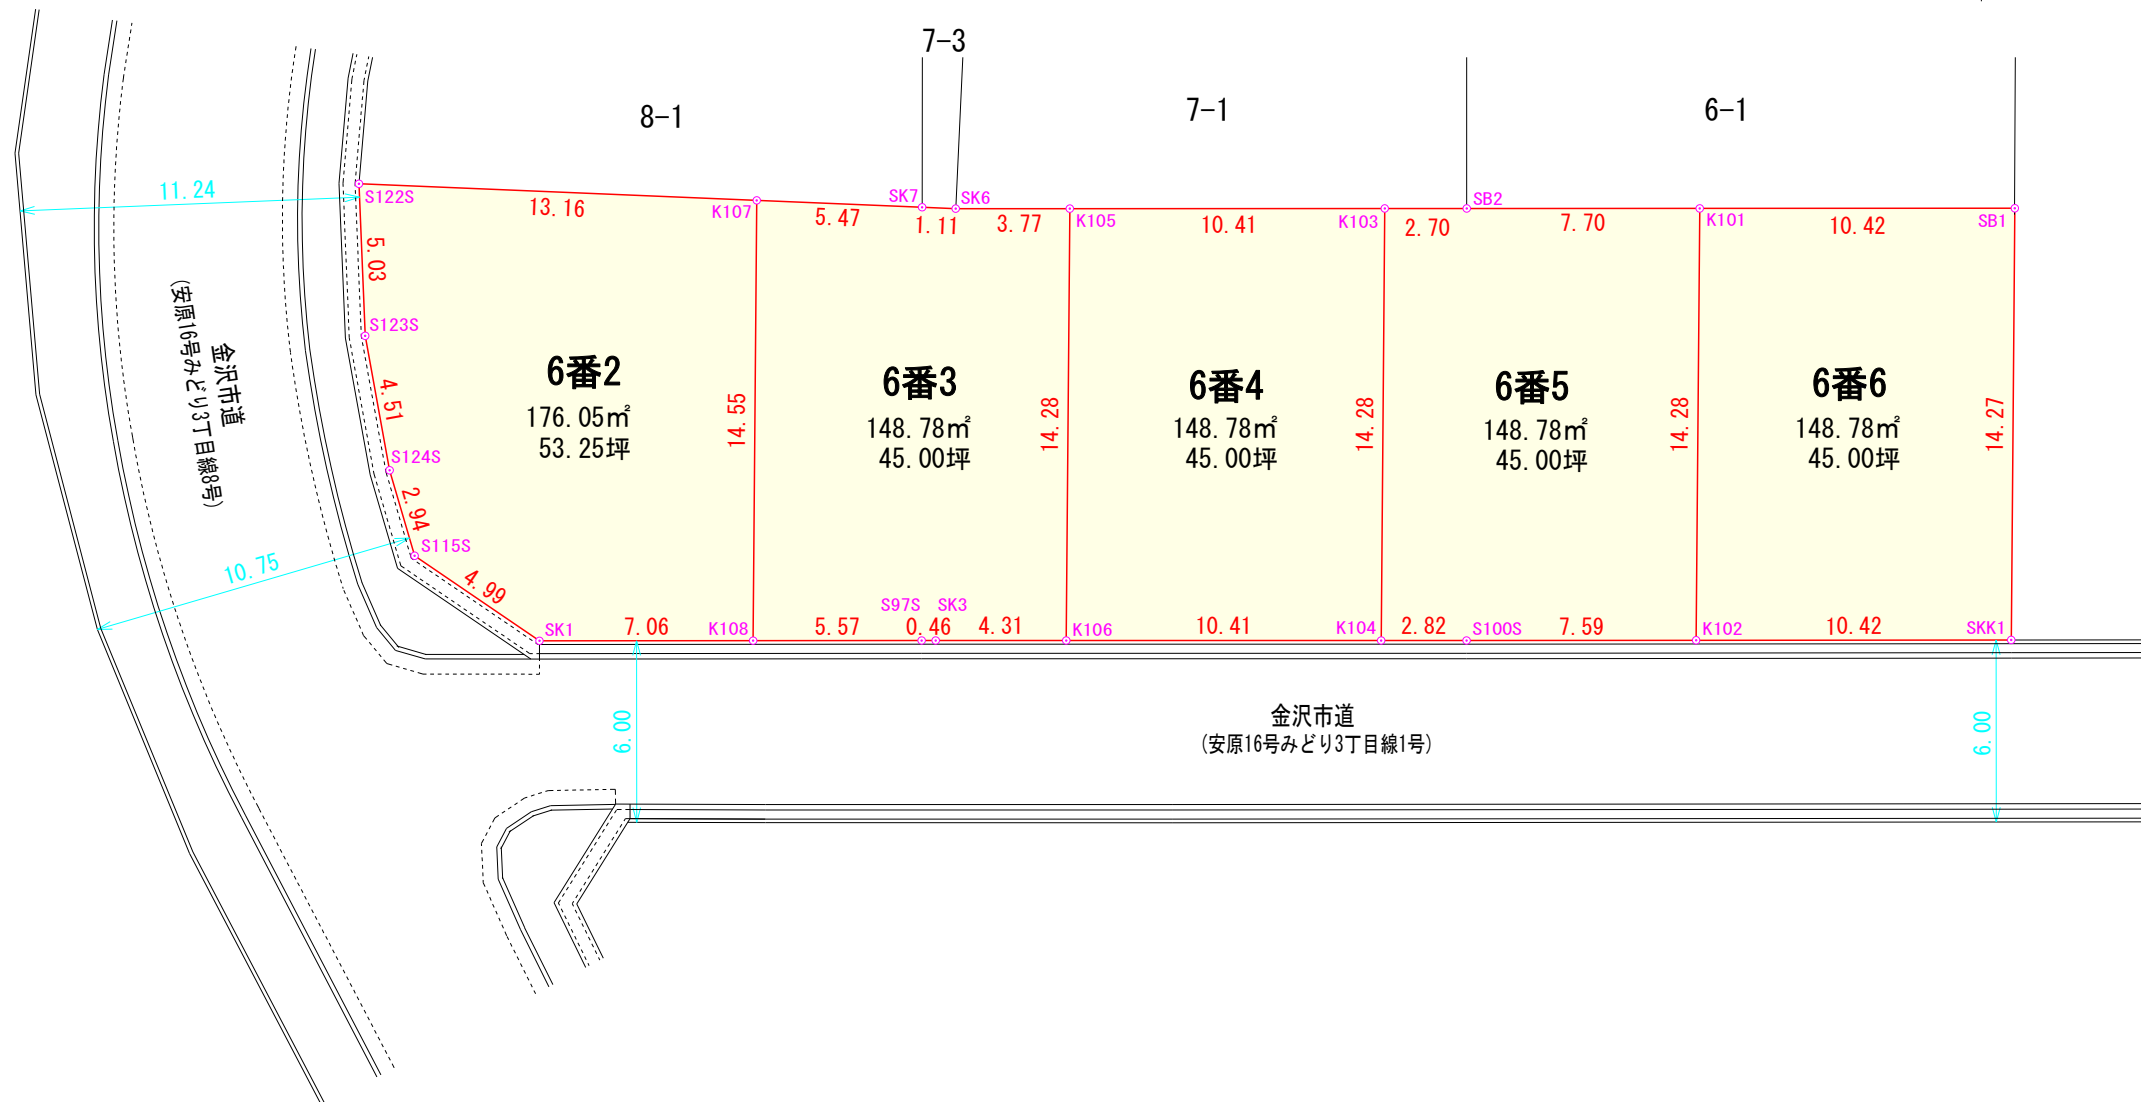 7-3
8-1
7-1
6-1
11.24
S122S
13.16
K107
5.47
SK7
1.11
SK6
3.77
K105
10.41
K103
2.70
SB2
7.70
K101
10.42
SB1
5.03
S123S
4.51
S124S
2.94
S115S
4.99
10.75
金沢市道
(安原16号みどり3丁目線8号)
6番2
176.05㎡
53.25坪
14.55
6番3
148.78㎡
45.00坪
14.28
6番4
148.78㎡
45.00坪
14.28
6番5
148.78㎡
45.00坪
14.28
6番6
148.78㎡
45.00坪
14.27
SK1
7.06
K108
5.57
S97S
0.46
SK3
4.31
K106
10.41
K104
2.82
S100S
7.59
K102
10.42
SKK1
6.00
金沢市道
(安原16号みどり3丁目線1号)
6.00